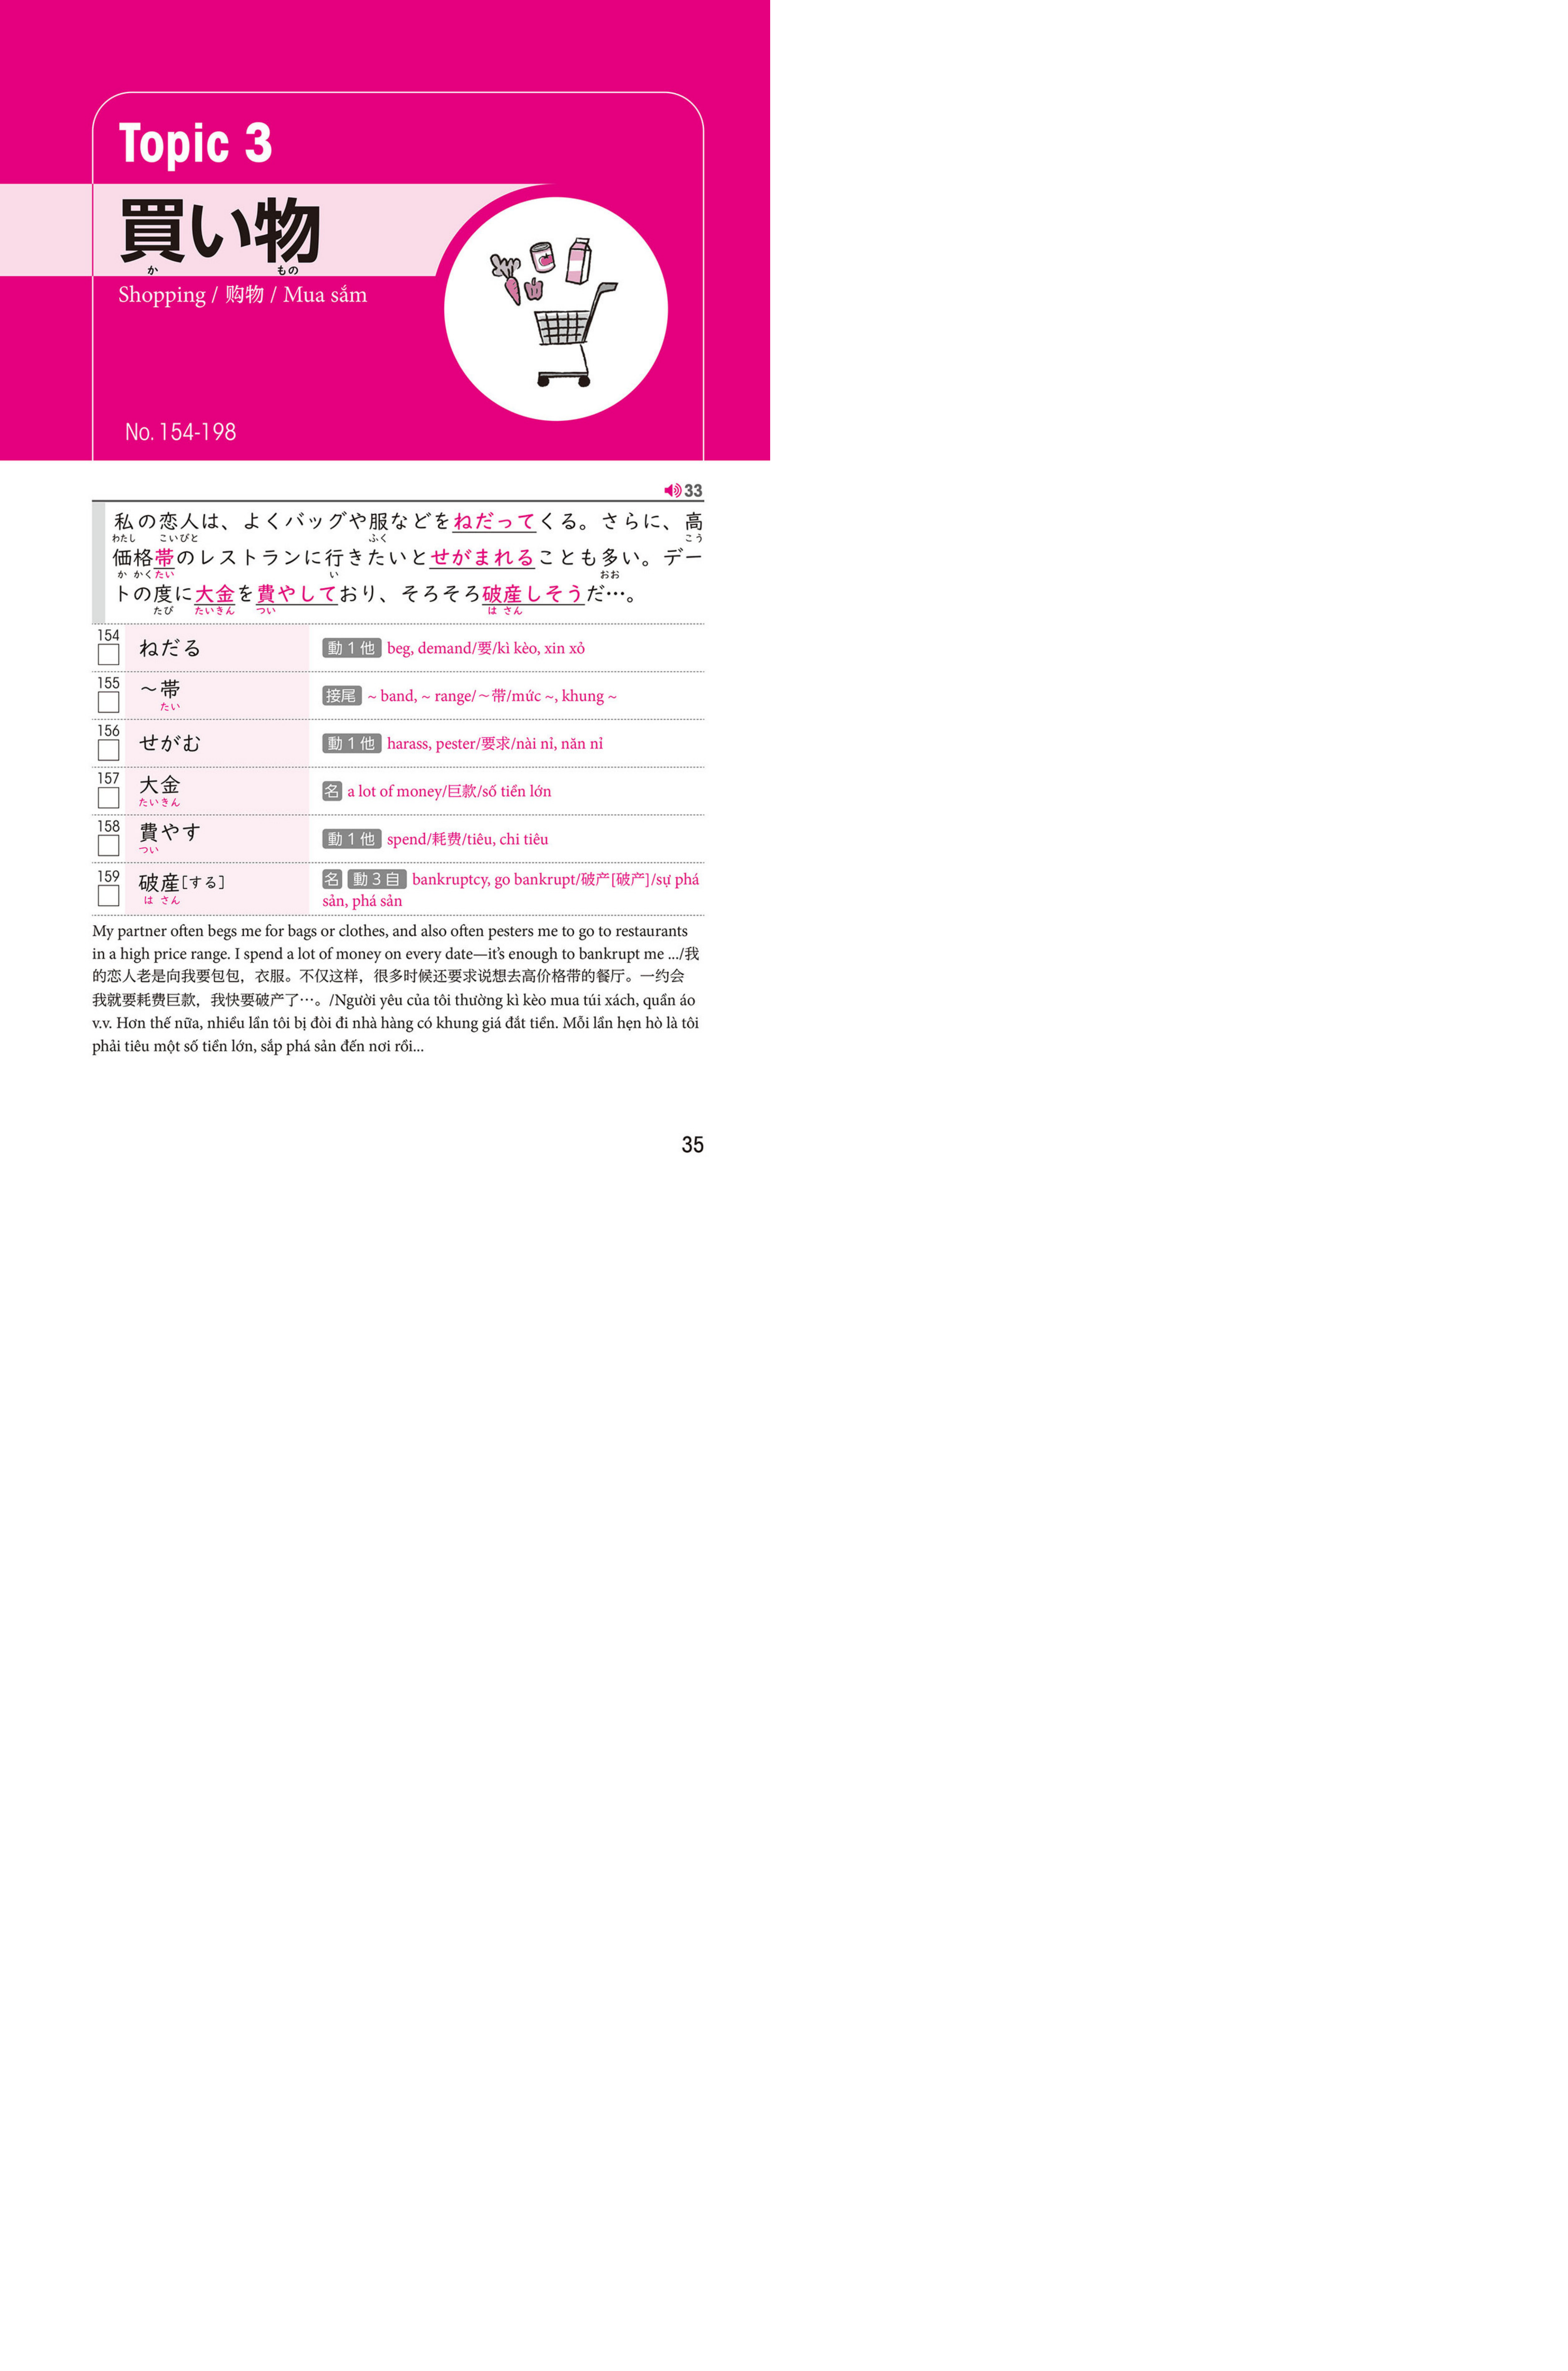 Topic 3
買い物
か もの
Shopping / 购物 / Mua sắm
No. 154-198
33
私の恋人は、よくバッグや服などをねだってくる。さらに、高
わたし こいびと ふく こう
価格帯のレストランに行きたいとせがまれることも多い。デー
か かく たい い おお
トの度に大金を費やしており、そろそろ破産しそうだ…。
たび たいきん つい は さん
154 ねだる 動1他 beg, demand/要/kì kèo, xin xỏ
155 ～帯 接尾 ~ band, ~ range/～带/mức ~, khung ~
たい
156 せがむ 動1他 harass, pester/要求/nài nỉ, năn nỉ
157 大金 名 a lot of money/巨款/số tiền lớn
たいきん
158 費やす 動1他 spend/耗费/tiêu, chi tiêu
つい
159 破産[する] 名 動3自 bankruptcy, go bankrupt/破产[破产]/sự phá
は さん
sản, phá sản
My partner often begs me for bags or clothes, and also often pesters me to go to restaurants
in a high price range. I spend a lot of money on every date—it's enough to bankrupt me .../我
的恋人老是向我要包包，衣服。不仅这样，很多时候还要求说想去高价格带的餐厅。一约会
我就要耗费巨款，我快要破产了…。/Người yêu của tôi thường kì kèo mua túi xách, quần áo
v.v. Hơn thế nữa, nhiều lần tôi bị đòi đi nhà hàng có khung giá đắt tiền. Mỗi lần hẹn hò là tôi
phải tiêu một số tiền lớn, sắp phá sản đến nơi rồi...
35